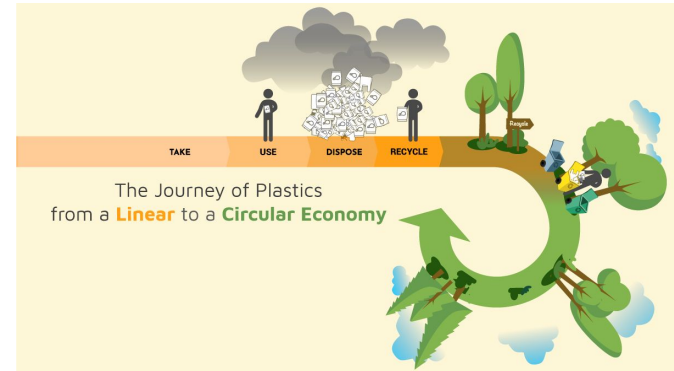 Recycle
TAKE USE DISPOSE RECYCLE
The Journey of Plastics
from a Linear to a Circular Economy